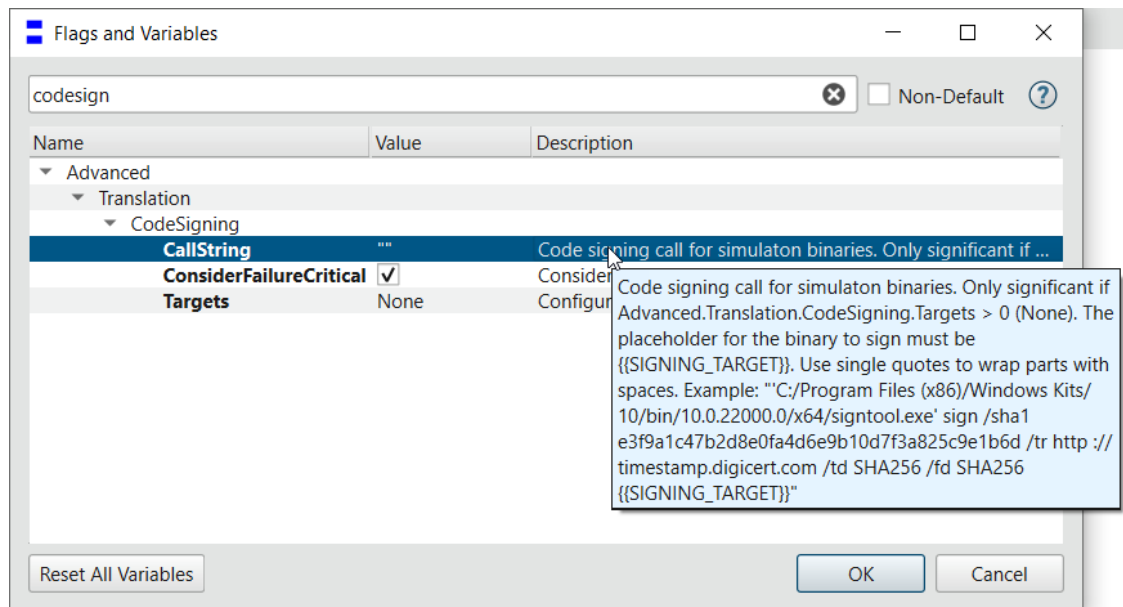 Flags and Variables
codesign
Non-Default
?
Name Value Description
Advanced
Translation
CodeSigning
CallString "" Code signing call for simulaton binaries. Only significant if ...
ConsiderFailureCritical Consider
Targets None Configur
Code signing call for simulaton binaries. Only significant if
Advanced.Translation.CodeSigning.Targets > 0 (None). The
placeholder for the binary to sign must be
{{SIGNING_TARGET}}. Use single quotes to wrap parts with
spaces. Example: "'C:/Program Files (x86)/Windows Kits/
10/bin/10.0.22000.0/x64/signtool.exe' sign /sha1
e3f9a1c47b2d8e0fa4d6e9b10d7f3a825c9e1b6d /tr http ://
timestamp.digicert.com /td SHA256 /fd SHA256
{{SIGNING_TARGET}}"
Reset All Variables
OK
Cancel